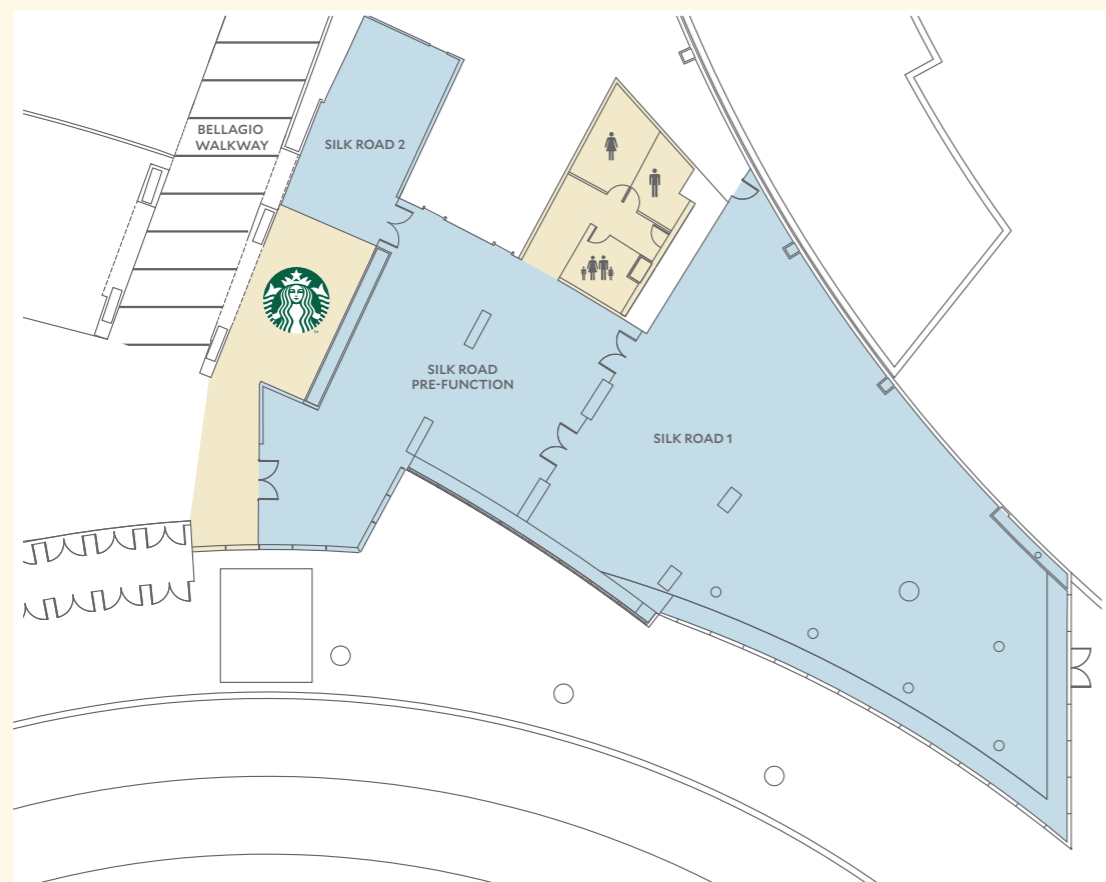 BELLAGIO
WALKWAY
SILK ROAD 2
SILK ROAD
PRE-FUNCTION
SILK ROAD 1